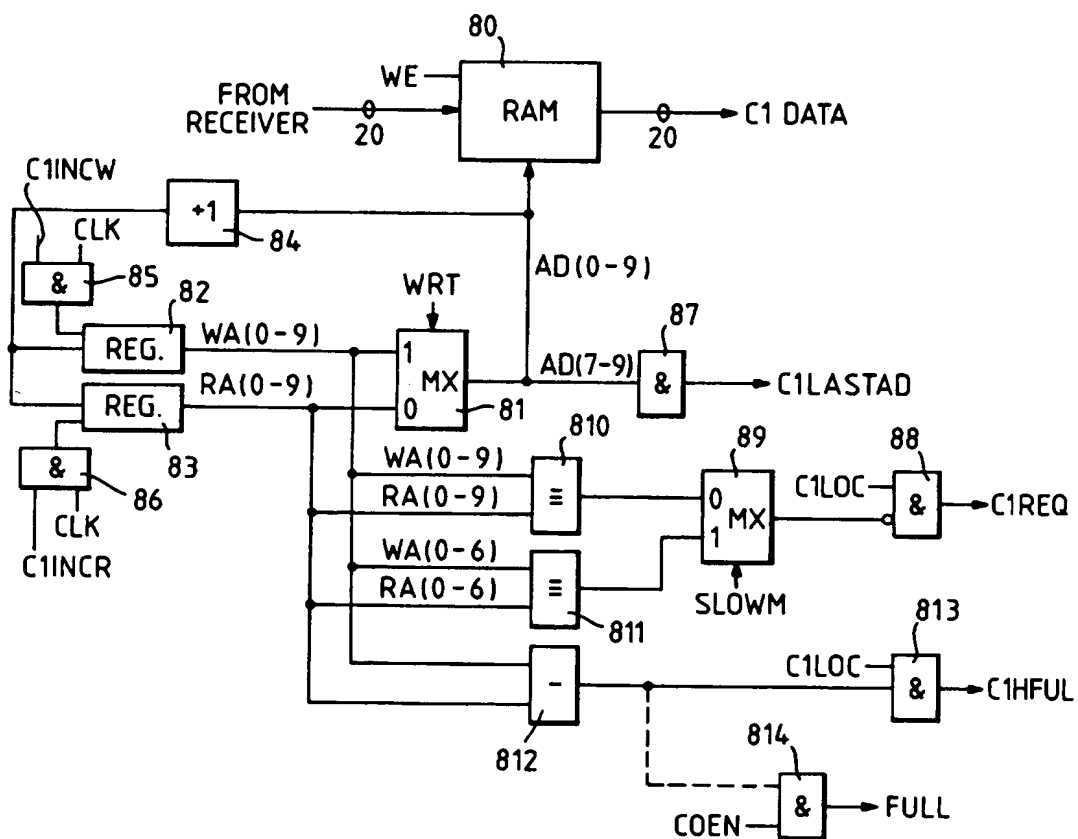 80
WE
FROM
RECEIVER
20
RAM
20
C1 DATA
C1INCW
CLK
+1
84
&
85
AD(0-9)
82
WRT
87
REG.
WA(0-9)
1
MX
0
81
AD(7-9)
&
C1LASTAD
REG.
RA(0-9)
83
&
86
CLK
C1INCR
810
WA(0-9)
RA(0-9)
≡
89
0
MX
1
SLOWM
88
C1LOC
&
C1REQ
WA(0-6)
RA(0-6)
≡
811
813
C1LOC
&
C1HFUL
-
812
814
&
COEN
FULL